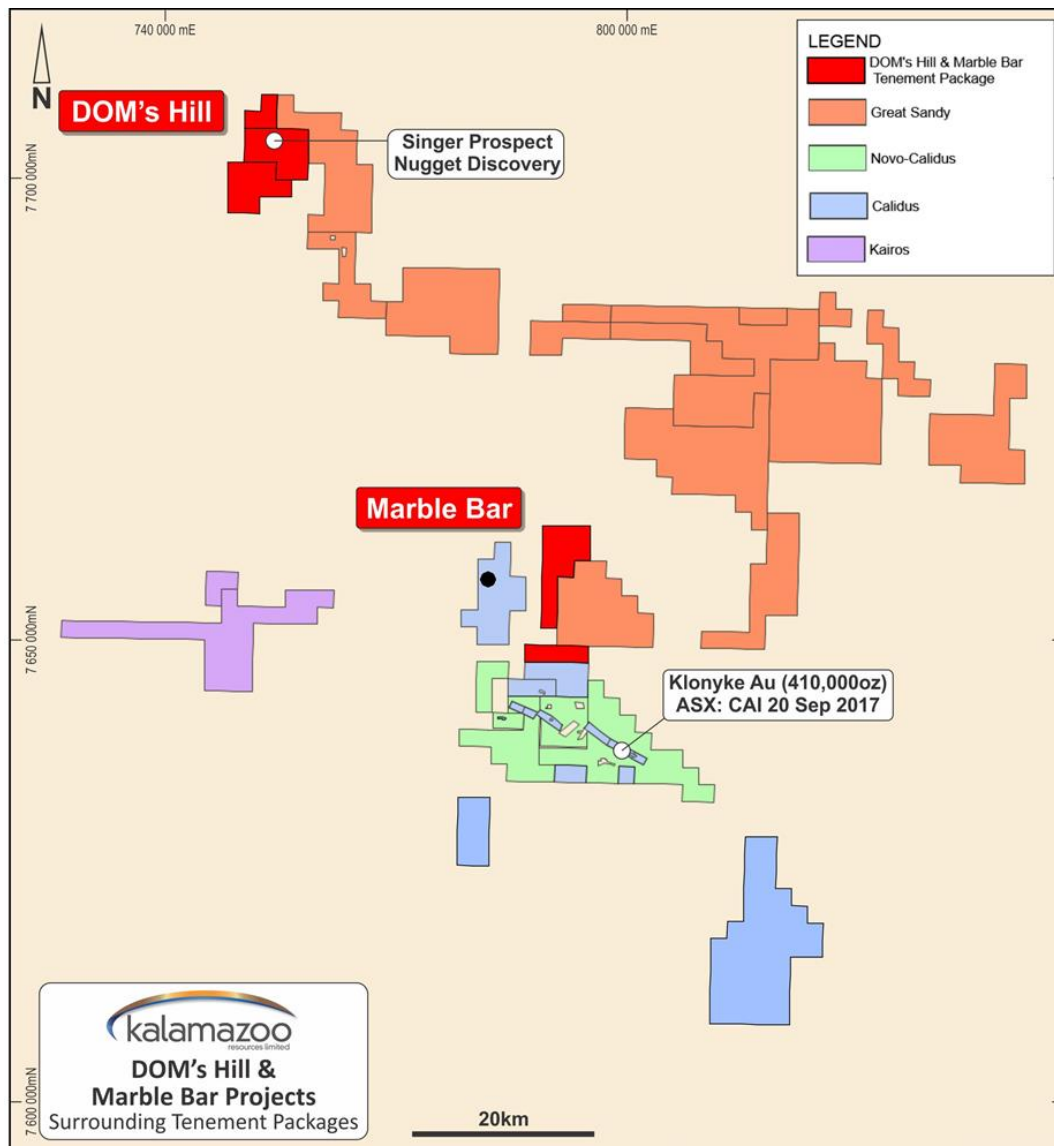 740 000 mE
800 000 mE
N
DOM's Hill
Singer Prospect
Nugget Discovery
LEGEND
DOM's Hill & Marble Bar
Tenement Package
Great Sandy
Novo-Calidus
Calidus
Kairos
7 700 000mN
Marble Bar
7 650 000mN
Klonyke Au (410,000oz)
ASX: CAI 20 Sep 2017
7 600 000mN
kalamazoo
resources limited
DOM's Hill &
Marble Bar Projects
Surrounding Tenement Packages
20km